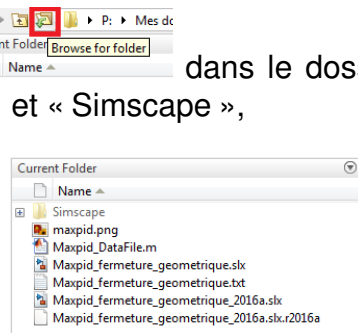 P: Mes do
nt Folder
Browse for folder
Name
dans le dos
et « Simscape »,
Current Folder
Name
Simscape
maxpid.png
Maxpid_DataFile.m
Maxpid_fermeture_geometrique.slx
Maxpid_fermeture_geometrique.txt
Maxpid_fermeture_geometrique_2016a.slx
Maxpid_fermeture_geometrique_2016a.slx.r2016a